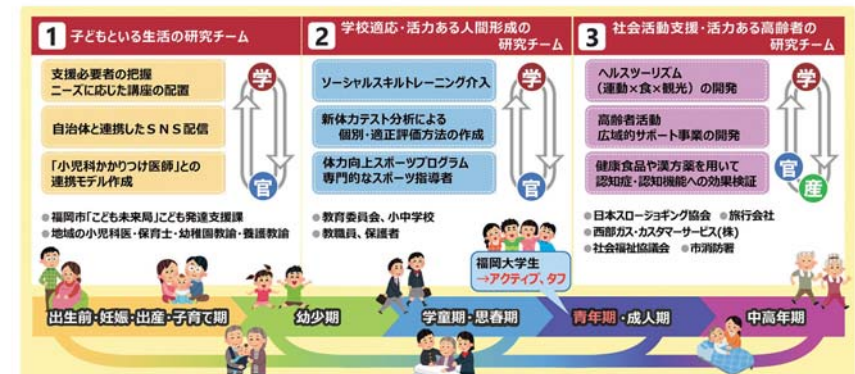 1 子どもといる生活の研究チーム
支援必要者の把握
ニーズに応じた講座の配置
自治体と連携したSNS配信
「小児科かかりつけ医師」との
連携モデル作成
学
官
●福岡市「こども未来局」こども発達支援課
●地域の小児科医・保育士・幼稚園教諭・養護教諭
2 学校適応・活力ある人間形成の
研究チーム
ソーシャルスキルトレーニング介入
新体力テスト分析による
個別・適正評価方法の作成
体力向上スポーツプログラム
専門的なスポーツ指導者
学
官
●教育委員会、小中学校
●教職員、保護者
福岡大学生
→アクティブ、タフ
3 社会活動支援・活力ある高齢者の
研究チーム
ヘルスツーリズム
（運動×食×観光）の開発
高齢者活動
広域的サポート事業の開発
健康食品や漢方薬を用いて
認知症・認知機能への効果検証
学
官
産
●日本スロージョギング協会 ●旅行会社
●西部ガス・カスタマーサービス(株)
●社会福祉協議会 ●市消防署
出生前・妊娠・出産・子育て期
幼少期
学童期・思春期
青年期・成人期
中高年期